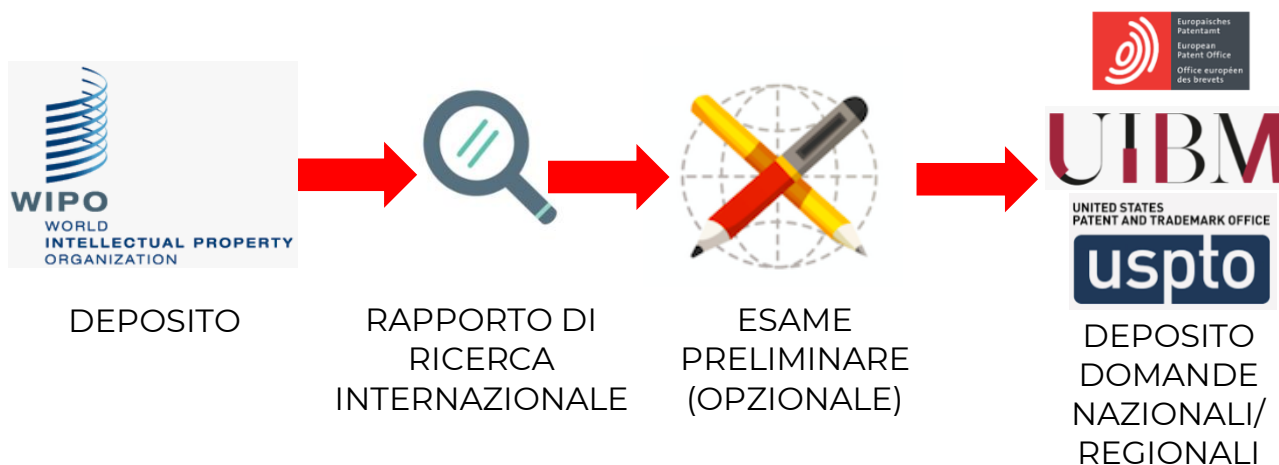 WIPO
WORLD
INTELLECTUAL PROPERTY
ORGANIZATION
DEPOSITO
RAPPORTO DI
RICERCA
INTERNAZIONALE
ESAME
PRELIMINARE
(OPZIONALE)
Europäisches
Patentamt
European
Patent Office
Office européen
des brevets
UIBM
UNITED STATES
PATENT AND TRADEMARK OFFICE
uspto
DEPOSITO
DOMANDE
NAZIONALI/
REGIONALI